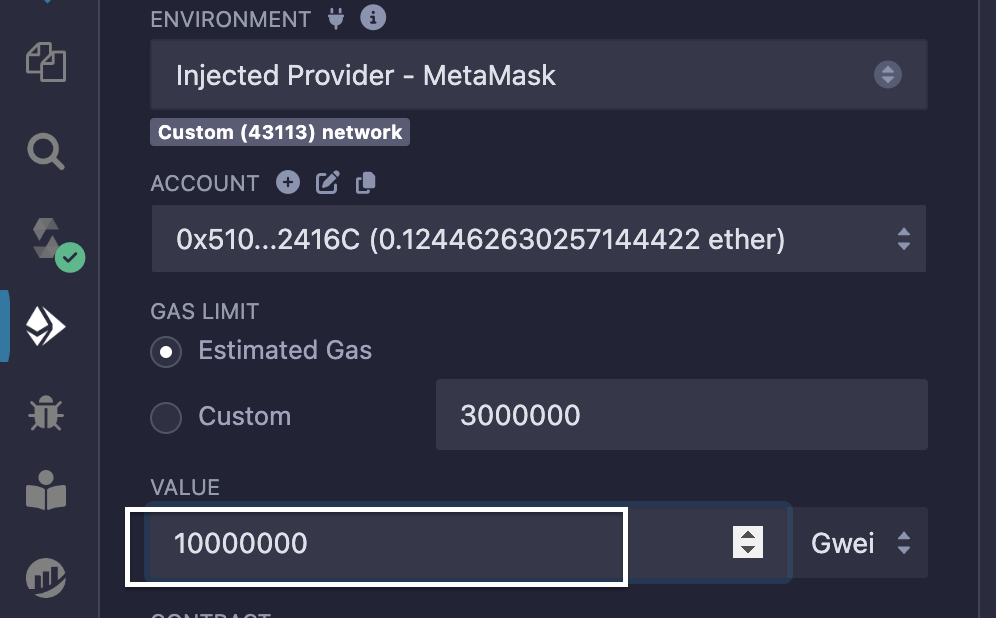 ENVIRONMENT
Injected Provider - MetaMask
Custom (43113) network
ACCOUNT
0x510...2416C (0.124462630257144422 ether)
GAS LIMIT
Estimated Gas
Custom
3000000
VALUE
10000000
Gwei
CONTRACT